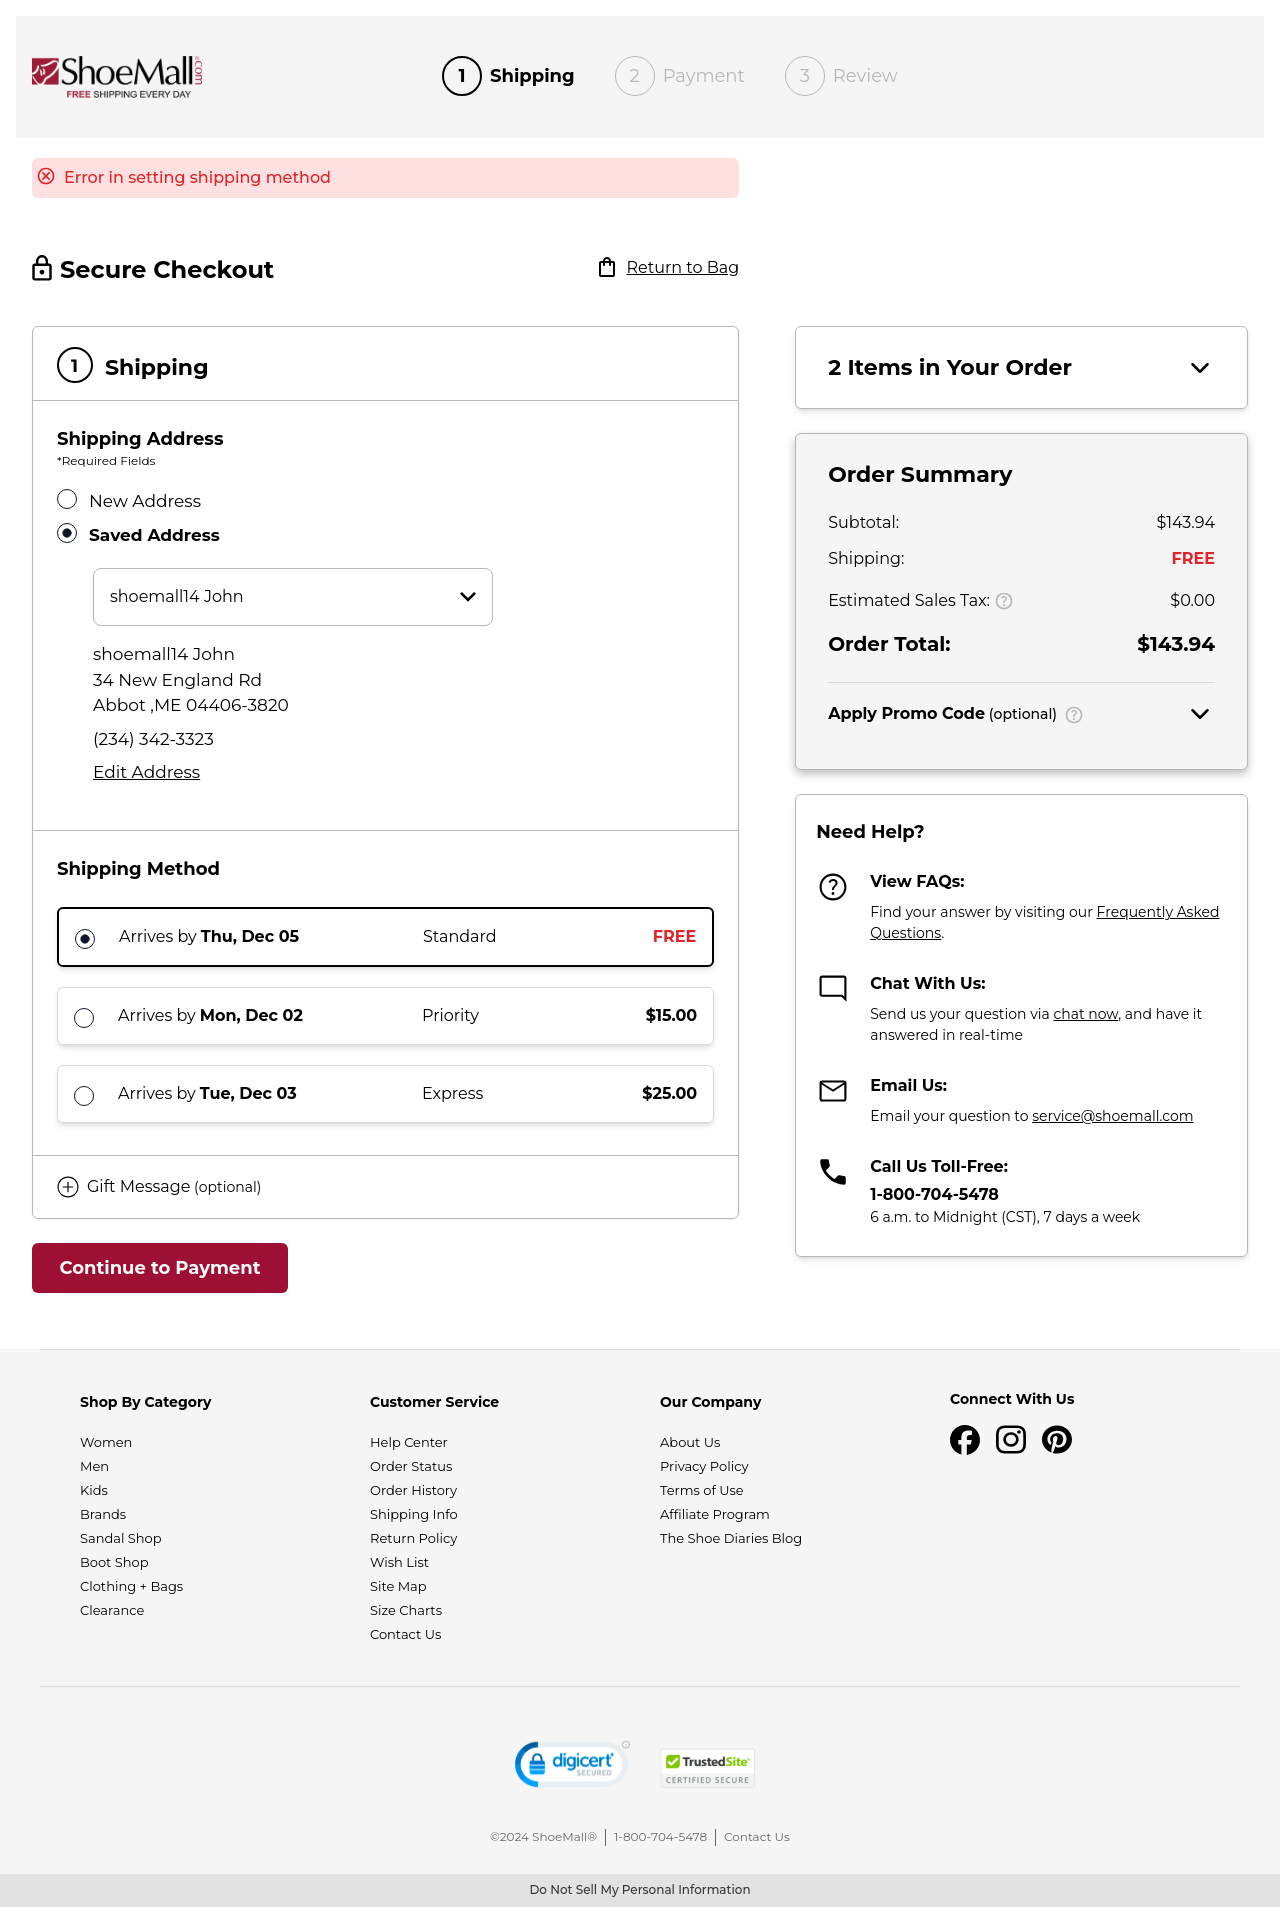 ShoeMall.com
FREE SHIPPING EVERY DAY
1 Shipping
2 Payment
3 Review
Error in setting shipping method
Secure Checkout
Return to Bag
1 Shipping
Shipping Address
*Required Fields
New Address
Saved Address
shoemall14 John
shoemall14 John
34 New England Rd
Abbot ,ME 04406-3820
(234) 342-3323
Edit Address
Shipping Method
Arrives by Thu, Dec 05 Standard FREE
Arrives by Mon, Dec 02 Priority $15.00
Arrives by Tue, Dec 03 Express $25.00
Gift Message (optional)
Continue to Payment
2 Items in Your Order
Order Summary
Subtotal: $143.94
Shipping: FREE
Estimated Sales Tax: ? $0.00
Order Total: $143.94
Apply Promo Code (optional) ?
Need Help?
? View FAQs:
Find your answer by visiting our Frequently Asked
Questions.
Chat With Us:
Send us your question via chat now, and have it
answered in real-time
Email Us:
Email your question to service@shoemall.com
Call Us Toll-Free:
1-800-704-5478
6 a.m. to Midnight (CST), 7 days a week
Shop By Category
Women
Men
Kids
Brands
Sandal Shop
Boot Shop
Clothing + Bags
Clearance
Customer Service
Help Center
Order Status
Order History
Shipping Info
Return Policy
Wish List
Site Map
Size Charts
Contact Us
Our Company
About Us
Privacy Policy
Terms of Use
Affiliate Program
The Shoe Diaries Blog
Connect With Us
digicert
SECURED
TrustedSite
CERTIFIED SECURE
©2024 ShoeMall® | 1-800-704-5478 | Contact Us
Do Not Sell My Personal Information